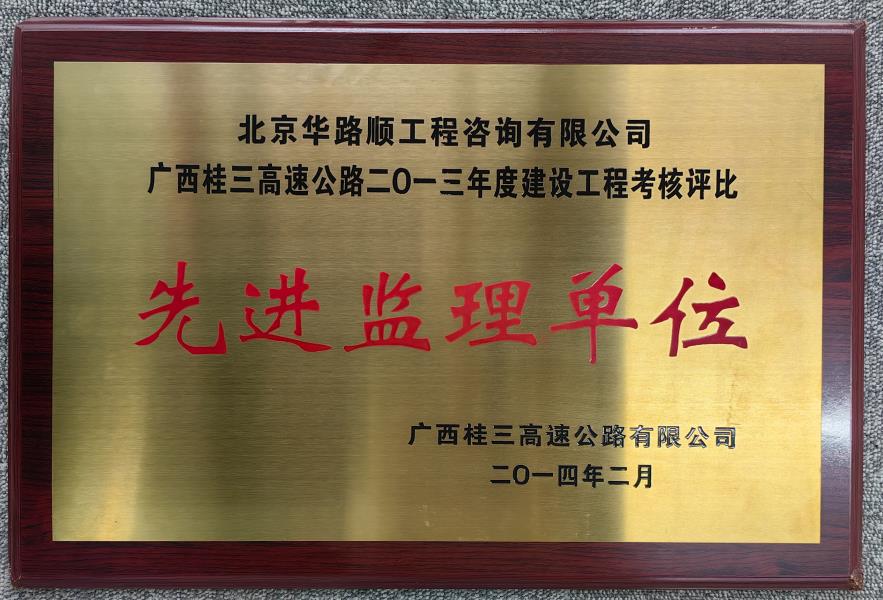 北京华路顺工程咨询有限公司
广西桂三高速公路二〇一三年度建设工程考核评比
先进监理单位
广西桂三高速公路有限公司
二〇一四年二月